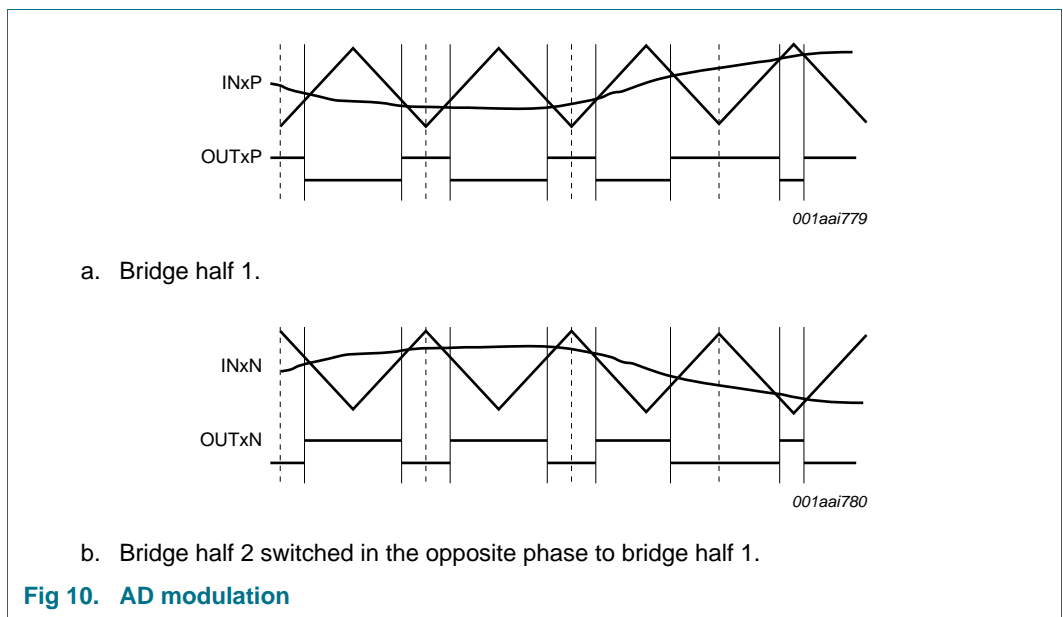 INxP
OUTxP
001aai779
a. Bridge half 1.
INxN
OUTxN
001aai780
b. Bridge half 2 switched in the opposite phase to bridge half 1.
Fig 10. AD modulation